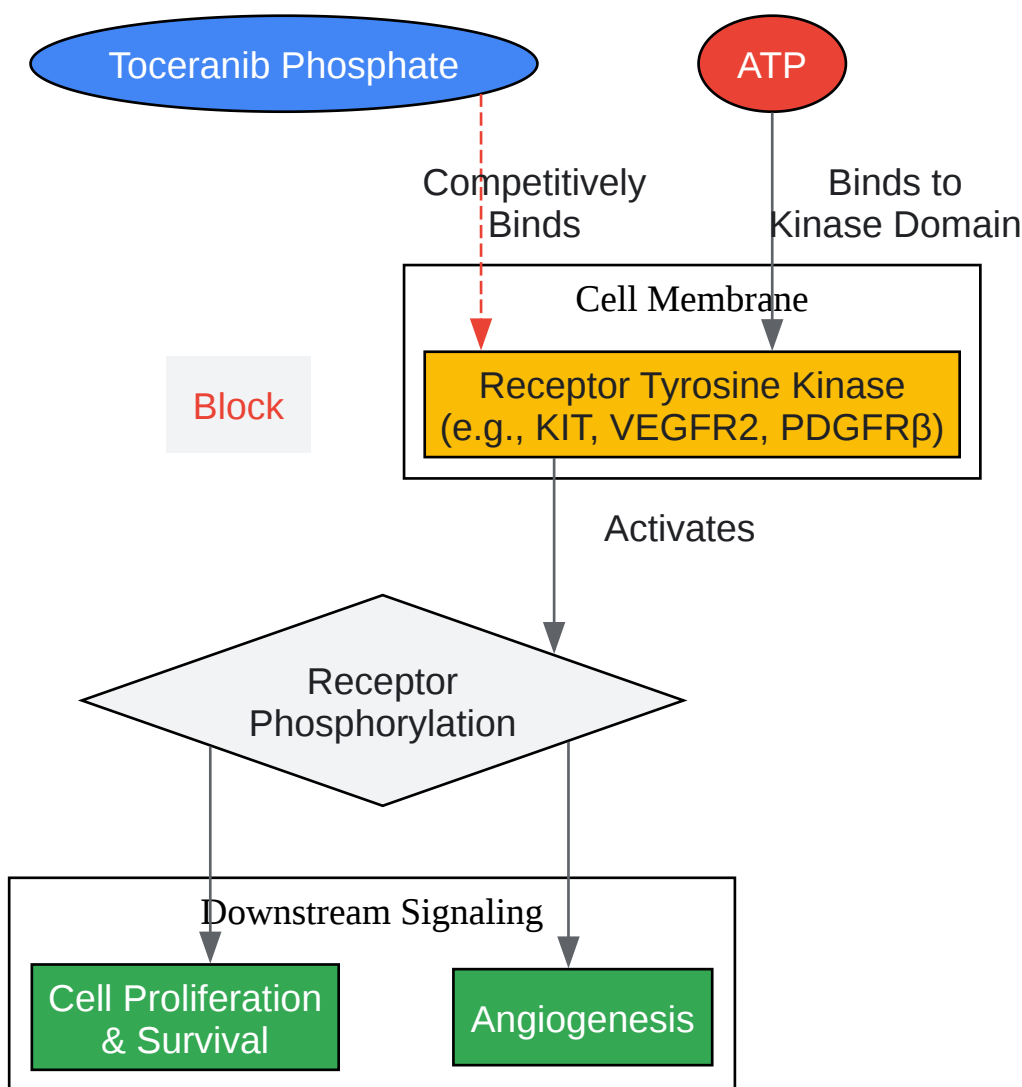 Toceranib Phosphate
ATP
Competitively
Binds
Binds to
Kinase Domain
Cell Membrane
Receptor Tyrosine Kinase
(e.g., KIT, VEGFR2, PDGFRβ)
Block
Activates
Receptor
Phosphorylation
Downstream Signaling
Cell Proliferation
& Survival
Angiogenesis